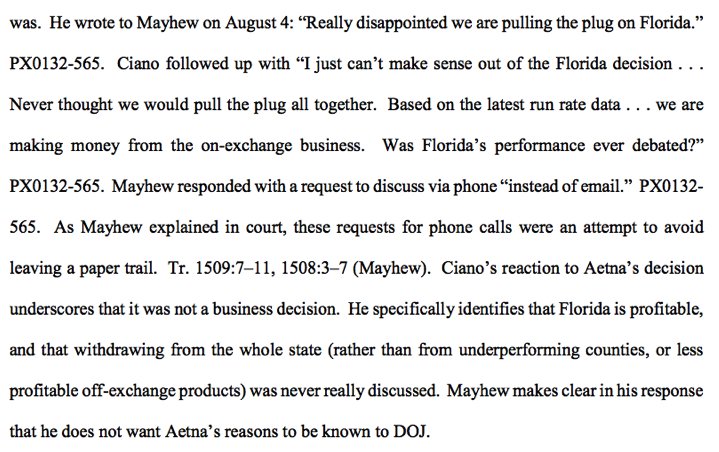 was. He wrote to Mayhew on August 4: “Really disappointed we are pulling the plug on Florida.”
PX0132-565. Ciano followed up with “I just can’t make sense out of the Florida decision . . .
Never thought we would pull the plug all together. Based on the latest run rate data . . . we are
making money from the on-exchange business. Was Florida’s performance ever debated?”
PX0132-565. Mayhew responded with a request to discuss via phone “instead of email.” PX0132-
565. As Mayhew explained in court, these requests for phone calls were an attempt to avoid
leaving a paper trail. Tr. 1509:7–11, 1508:3–7 (Mayhew). Ciano’s reaction to Aetna’s decision
underscores that it was not a business decision. He specifically identifies that Florida is profitable,
and that withdrawing from the whole state (rather than from underperforming counties, or less
profitable off-exchange products) was never really discussed. Mayhew makes clear in his response
that he does not want Aetna’s reasons to be known to DOJ.